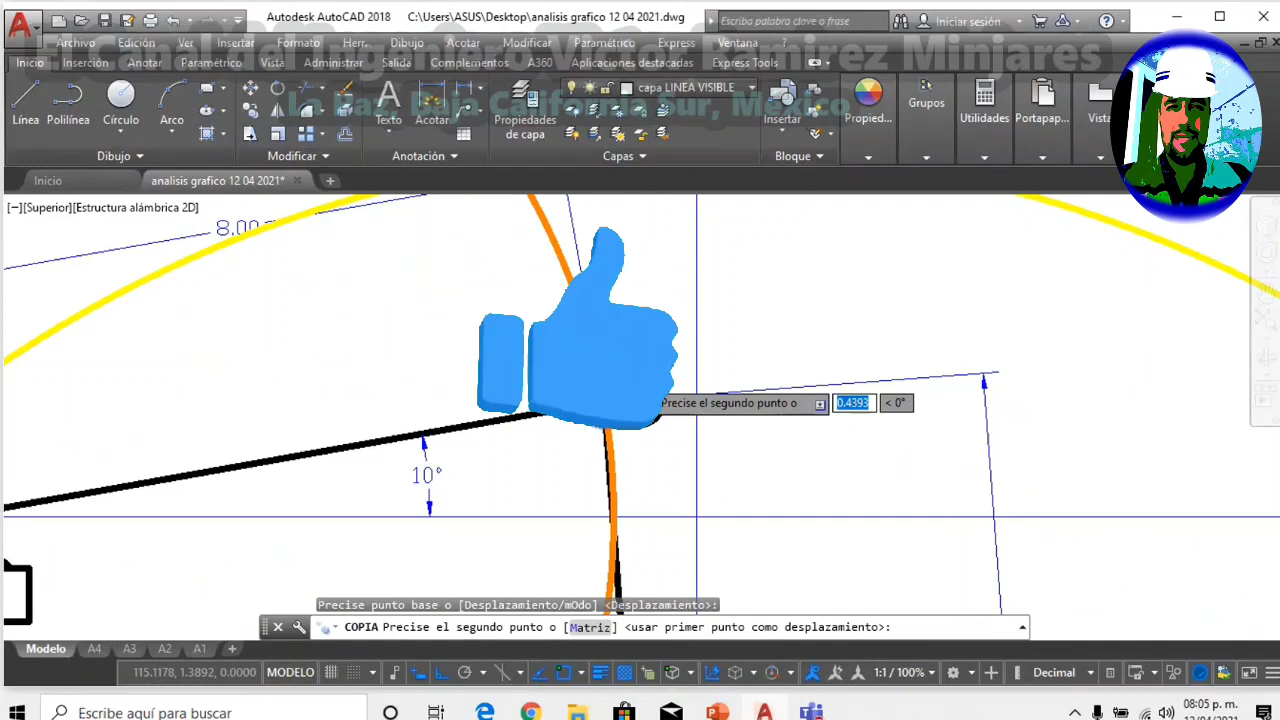 Autodesk AutoCAD 2018 C:\Users\ASUS\Desktop\analisis grafico 12 04 2021.dwg
Escriba palabra clave o frase
Iniciar sesión
Archivo Edición Ver Insertar Formato Herr. Dibujo Acotar Modificar Paramétrico Express Ventana ?
Ramirez Minjares
Inicio Inserción Anotar Paramétrico Vista Administrar Salida Complementos A360 Aplicaciones destacadas Express Tools
La Paz, Baja California Sur, México
capa LINEA VISIBLE
Línea Polilínea Círculo Arco
Texto Acotar
Propiedades de capa
Insertar
Propied...
Grupos
Utilidades
Portapap...
Vista
Dibujo Modificar Anotación Capas Bloque
Inicio
analisis grafico 12 04 2021*
[−][Superior][Estructura alámbrica 2D]
8.00
Precise el segundo punto o 0.4393 < 0°
10°
Precise punto base o [Desplazamiento/mOdo] <Desplazamiento>:
COPIA Precise el segundo punto o [Matriz] <usar primer punto como desplazamiento>:
Modelo A4 A3 A2 A1 +
115.1178, 1.3892, 0.0000 MODELO 1:1 / 100% Decimal
Escribe aquí para buscar
08:05 p. m.